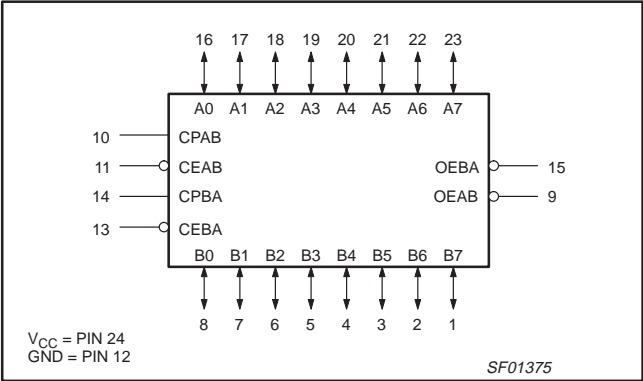 16 17 18 19 20 21 22 23
A0 A1 A2 A3 A4 A5 A6 A7
10 CPAB
11 CEAB OEBA 15
14 CPBA OEAB 9
13 CEBA
B0 B1 B2 B3 B4 B5 B6 B7
8 7 6 5 4 3 2 1
VCC = PIN 24
GND = PIN 12
SF01375